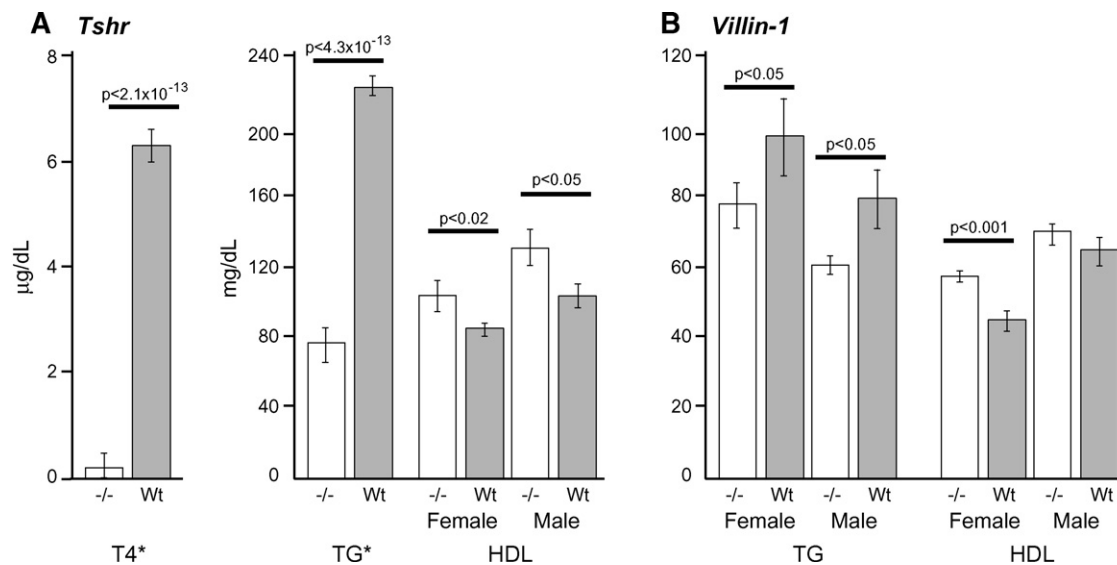 A Tshr
B Villin-1
8
6
4
2
0
µg/dL
p<2.1x10⁻¹³
-/- Wt
T4*
240
200
160
120
80
40
0
mg/dL
p<4.3x10⁻¹³
p<0.02
p<0.05
-/- Wt -/- Wt -/- Wt
Female Male
TG* HDL
120
100
80
60
40
20
0
p<0.05
p<0.05
p<0.001
-/- Wt -/- Wt -/- Wt -/- Wt
Female Male Female Male
TG HDL